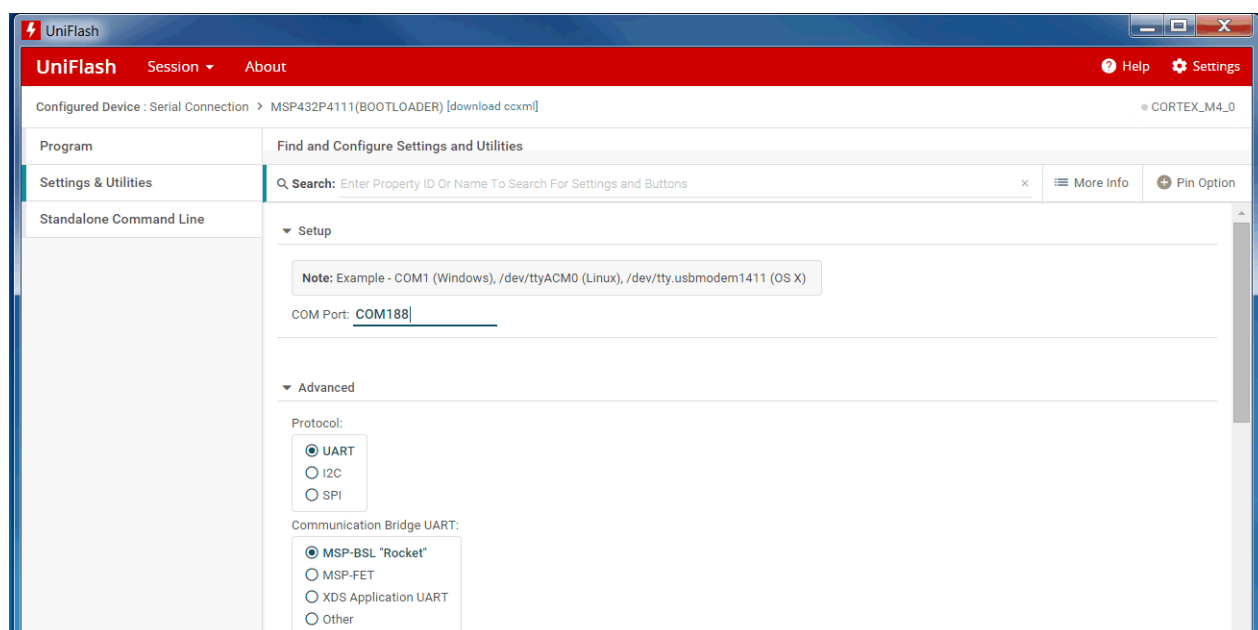 UniFlash
UniFlash Session About Help Settings
Configured Device : Serial Connection > MSP432P4111(BOOTLOADER) [download ccxml] CORTEX_M4_0
Program
Settings & Utilities
Standalone Command Line
Find and Configure Settings and Utilities
Search: Enter Property ID Or Name To Search For Settings and Buttons × More Info Pin Option
Setup
Note: Example - COM1 (Windows), /dev/ttyACM0 (Linux), /dev/tty.usbmodem1411 (OS X)
COM Port: COM188
Advanced
Protocol:
UART
I2C
SPI
Communication Bridge UART:
MSP-BSL "Rocket"
MSP-FET
XDS Application UART
Other